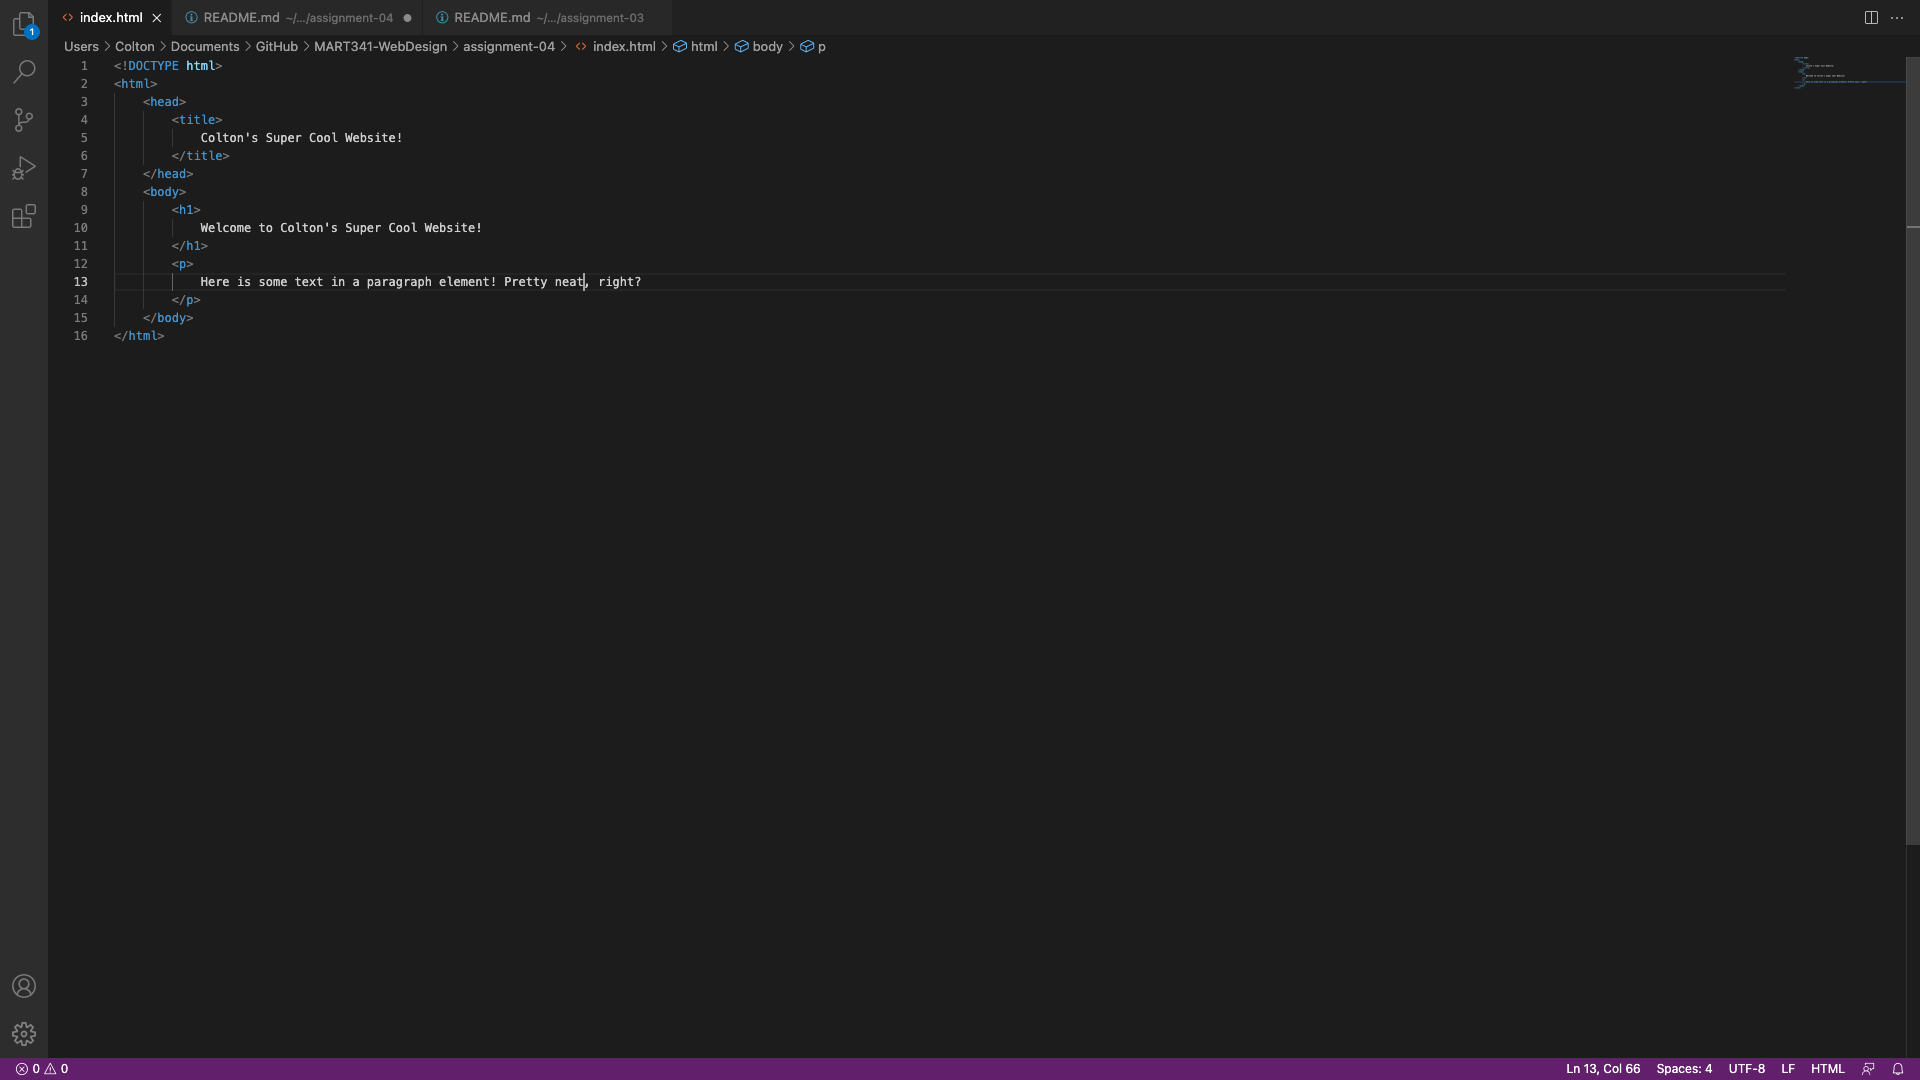 index.html README.md ~/.../assignment-04 README.md ~/.../assignment-03
1
Users > Colton > Documents > GitHub > MART341-WebDesign > assignment-04 > <> index.html > html > body > p
1 <!DOCTYPE html>
2 <html>
3     <head>
4         <title>
5             Colton's Super Cool Website!
6         </title>
7     </head>
8     <body>
9         <h1>
10             Welcome to Colton's Super Cool Website!
11         </h1>
12         <p>
13             Here is some text in a paragraph element! Pretty neat, right?
14         </p>
15     </body>
16 </html>
0 0 Ln 13, Col 66 Spaces: 4 UTF-8 LF HTML